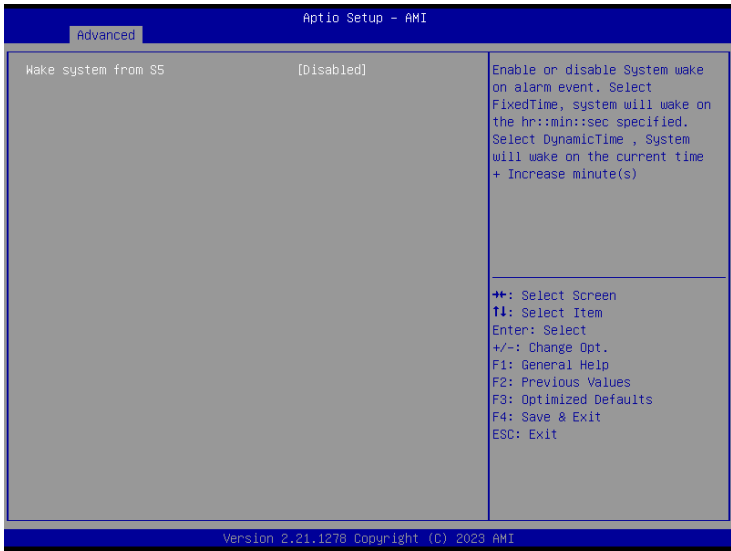 Aptio Setup - AMI
Advanced
Wake system from S5 [Disabled]
Enable or disable System wake
on alarm event. Select
FixedTime, system will wake on
the hr::min::sec specified.
Select DynamicTime , System
will wake on the current time
+ Increase minute(s)
→←: Select Screen
↑↓: Select Item
Enter: Select
+/-: Change Opt.
F1: General Help
F2: Previous Values
F3: Optimized Defaults
F4: Save & Exit
ESC: Exit
Version 2.21.1278 Copyright (C) 2023 AMI